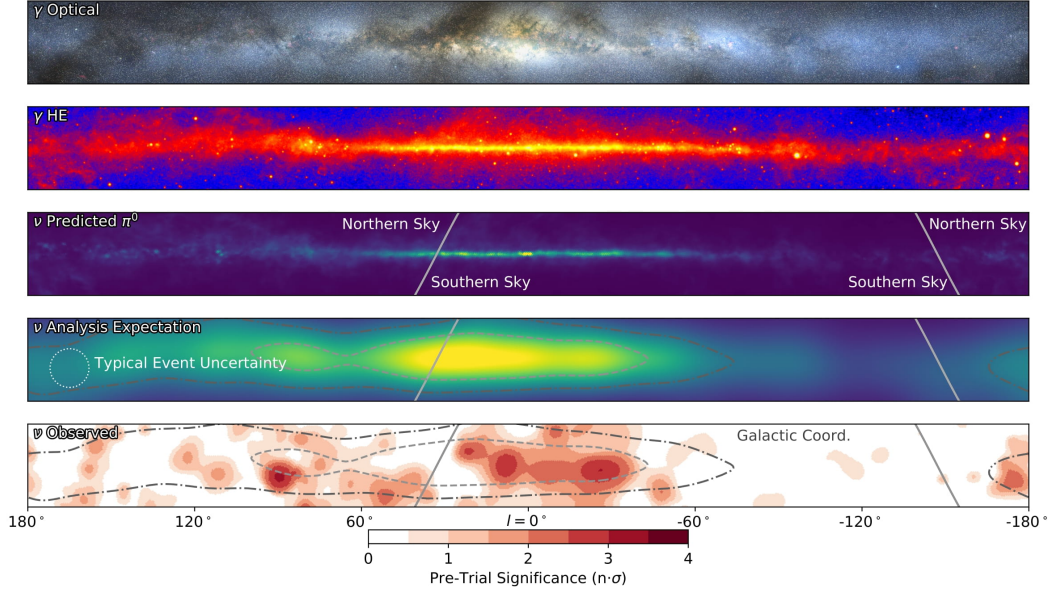 γ Optical
γ HE
ν Predicted π⁰
Northern Sky
Northern Sky
Southern Sky
Southern Sky
ν Analysis Expectation
Typical Event Uncertainty
ν Observed
Galactic Coord.
180° 120° 60° l = 0° -60° -120° -180°
0 1 2 3 4
Pre-Trial Significance (n·σ)